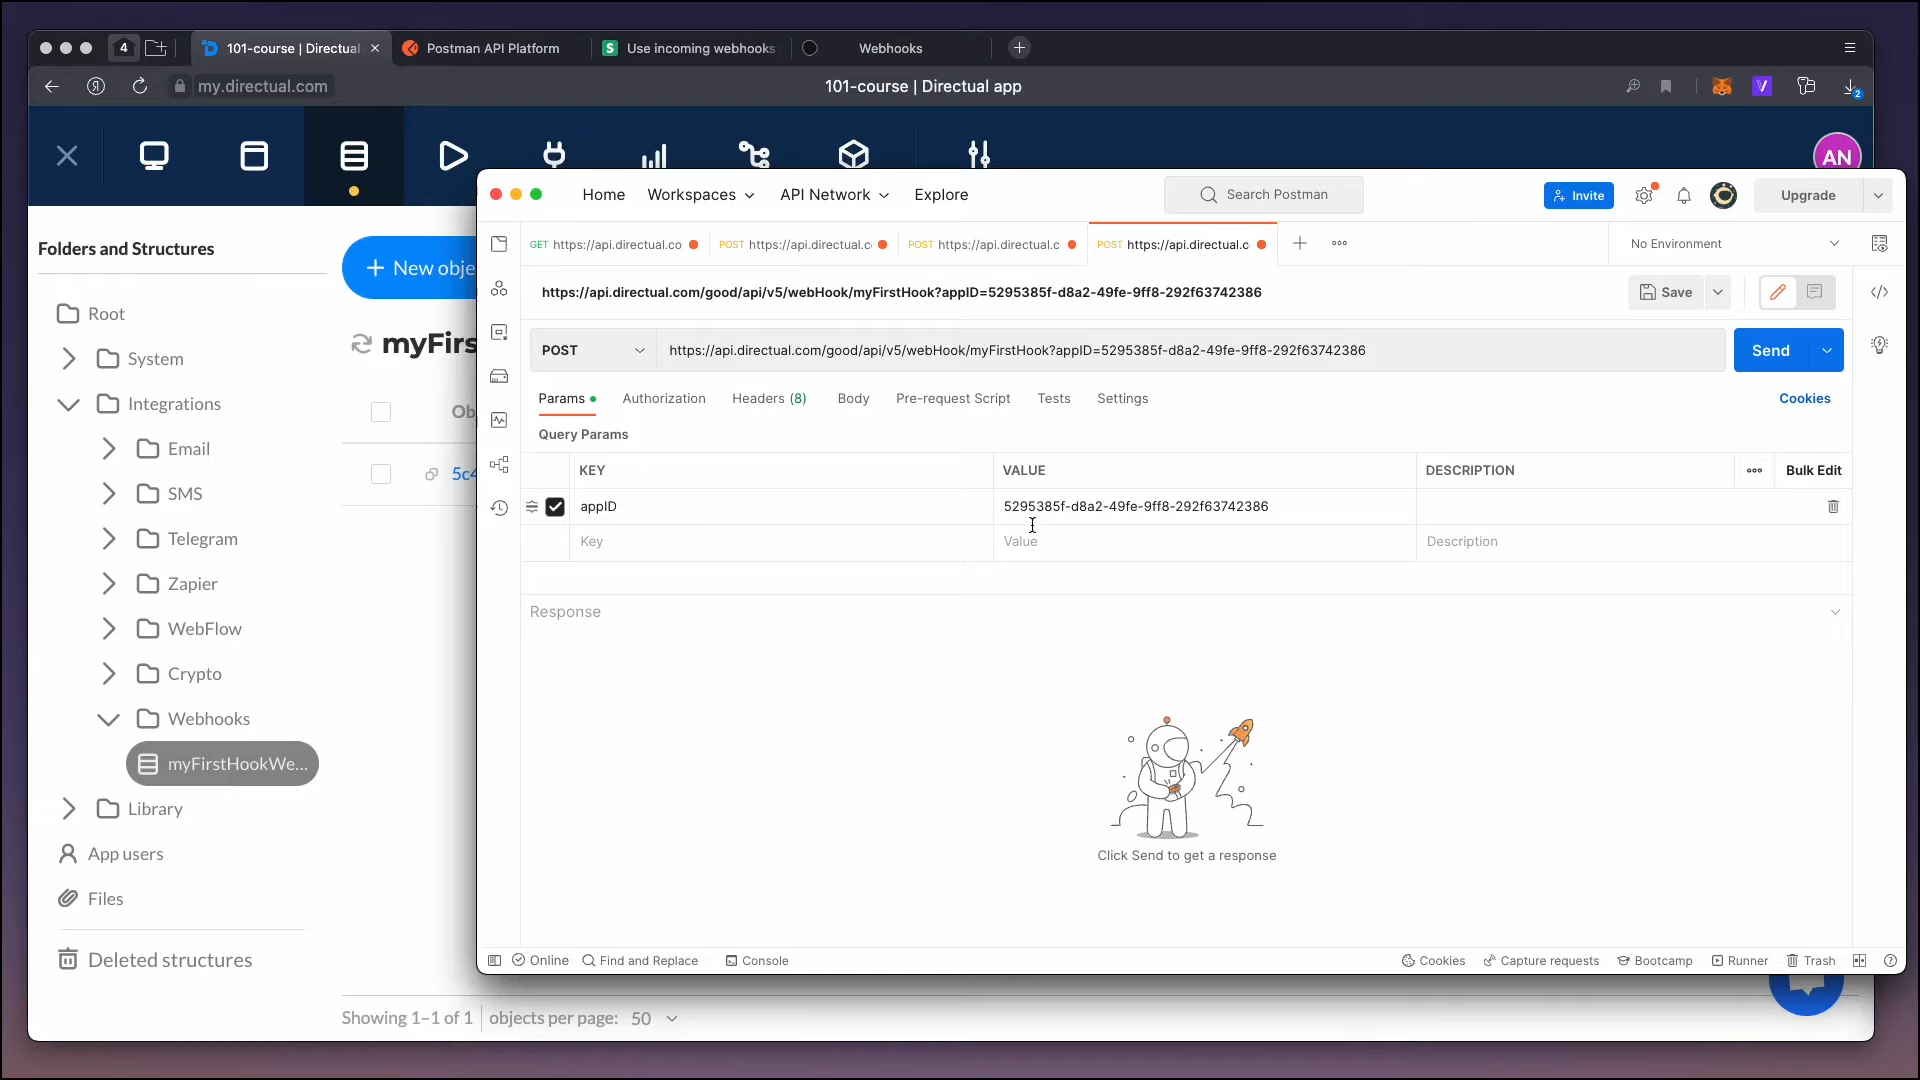 4
101-course | Directual
Postman API Platform
Use incoming webhooks
Webhooks
my.directual.com
101-course | Directual app
2
AN
Folders and Structures
Root
System
Integrations
Email
SMS
Telegram
Zapier
WebFlow
Crypto
Webhooks
myFirstHookWe...
Library
App users
Files
Deleted structures
New obje
myFirs
Ob
5c4
Showing 1–1 of 1
objects per page: 50
Home
Workspaces
API Network
Explore
Search Postman
Invite
Upgrade
GET https://api.directual.co
POST https://api.directual.c
POST https://api.directual.c
POST https://api.directual.c
No Environment
https://api.directual.com/good/api/v5/webHook/myFirstHook?appID=5295385f-d8a2-49fe-9ff8-292f63742386
Save
POST
https://api.directual.com/good/api/v5/webHook/myFirstHook?appID=5295385f-d8a2-49fe-9ff8-292f63742386
Send
Params
Authorization
Headers (8)
Body
Pre-request Script
Tests
Settings
Cookies
Query Params
KEY
VALUE
DESCRIPTION
Bulk Edit
appID
5295385f-d8a2-49fe-9ff8-292f63742386
Key
Value
Description
Response
Click Send to get a response
Online
Find and Replace
Console
Cookies
Capture requests
Bootcamp
Runner
Trash